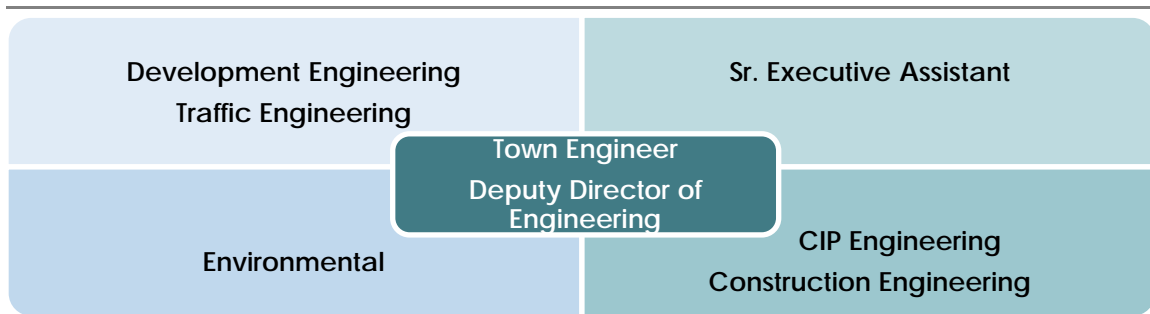 Development Engineering
Traffic Engineering
Sr. Executive Assistant
Town Engineer
Deputy Director of
Engineering
Environmental
CIP Engineering
Construction Engineering